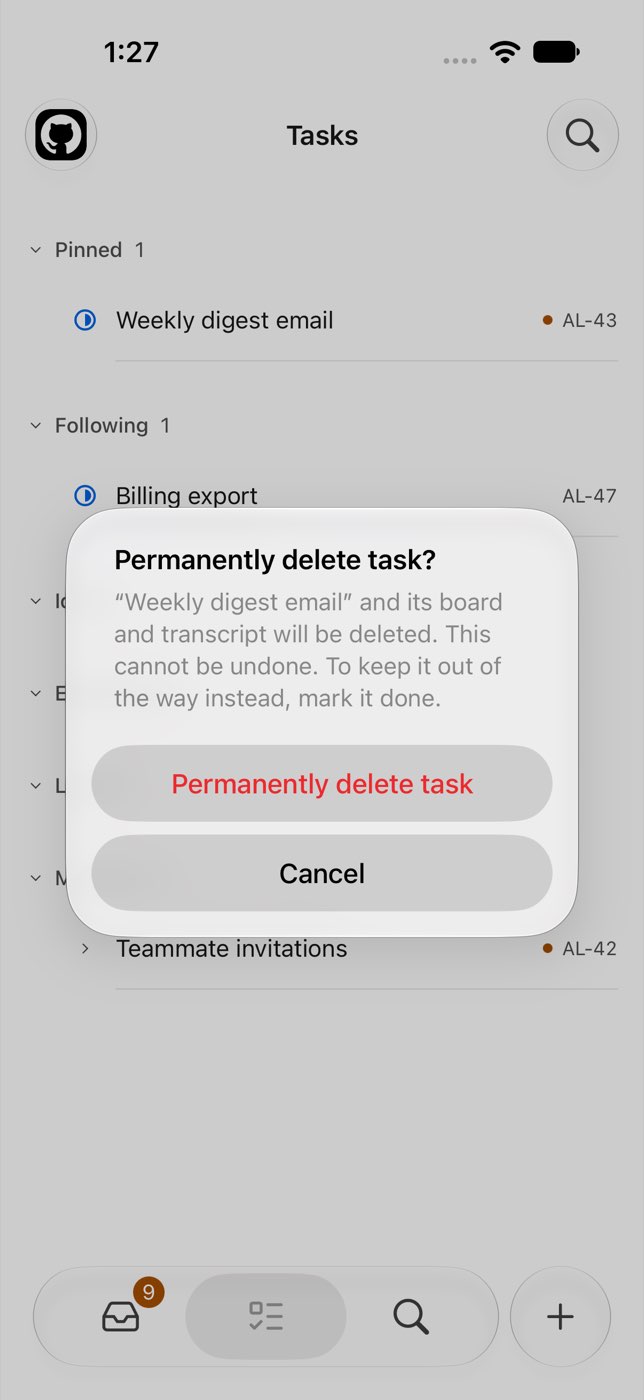 1:27
Tasks
Pinned 1
Weekly digest email
AL-43
Following 1
Billing export
AL-47
Permanently delete task?
“Weekly digest email” and its board
and transcript will be deleted. This
cannot be undone. To keep it out of
the way instead, mark it done.
Permanently delete task
Cancel
Teammate invitations
AL-42
9